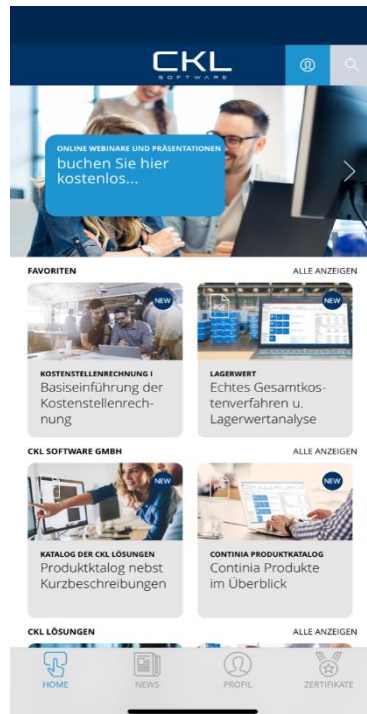 CKL
SOFTWARE
ONLINE WEBINARE UND PRÄSENTATIONEN
buchen Sie hier
kostenlos...
FAVORITEN
ALLE ANZEIGEN
NEW
KOSTENSTELLENRECHNUNG I
Basiseinführung der
Kostenstellenrech-
nung
PDF
NEW
LAGERWERT
Echtes Gesamtkos-
tenverfahren u.
Lagerwertanalyse
CKL SOFTWARE GMBH
ALLE ANZEIGEN
NEW
KATALOG DER CKL LÖSUNGEN
Produktktalog nebst
Kurzbeschreibungen
NEW
CONTINIA PRODUKTKATALOG
Continia Produkte
im Überblick
CKL LÖSUNGEN
ALLE ANZEIGEN
HOME
NEWS
PROFIL
ZERTIFIKATE